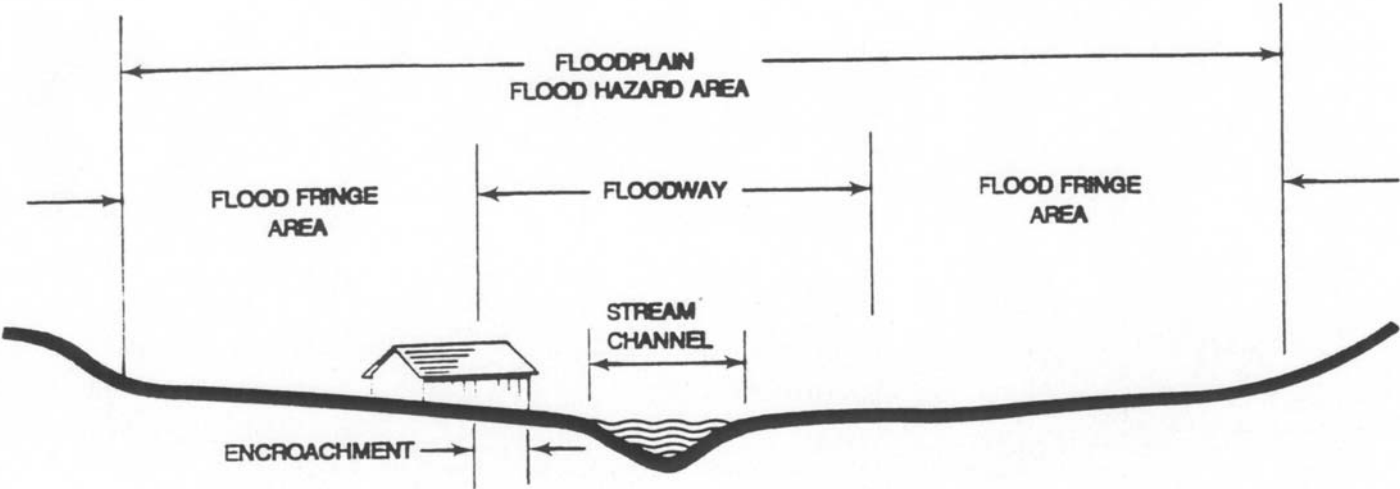 FLOODPLAIN
FLOOD HAZARD AREA
FLOOD FRINGE
AREA
FLOODWAY
FLOOD FRINGE
AREA
STREAM
CHANNEL
ENCROACHMENT